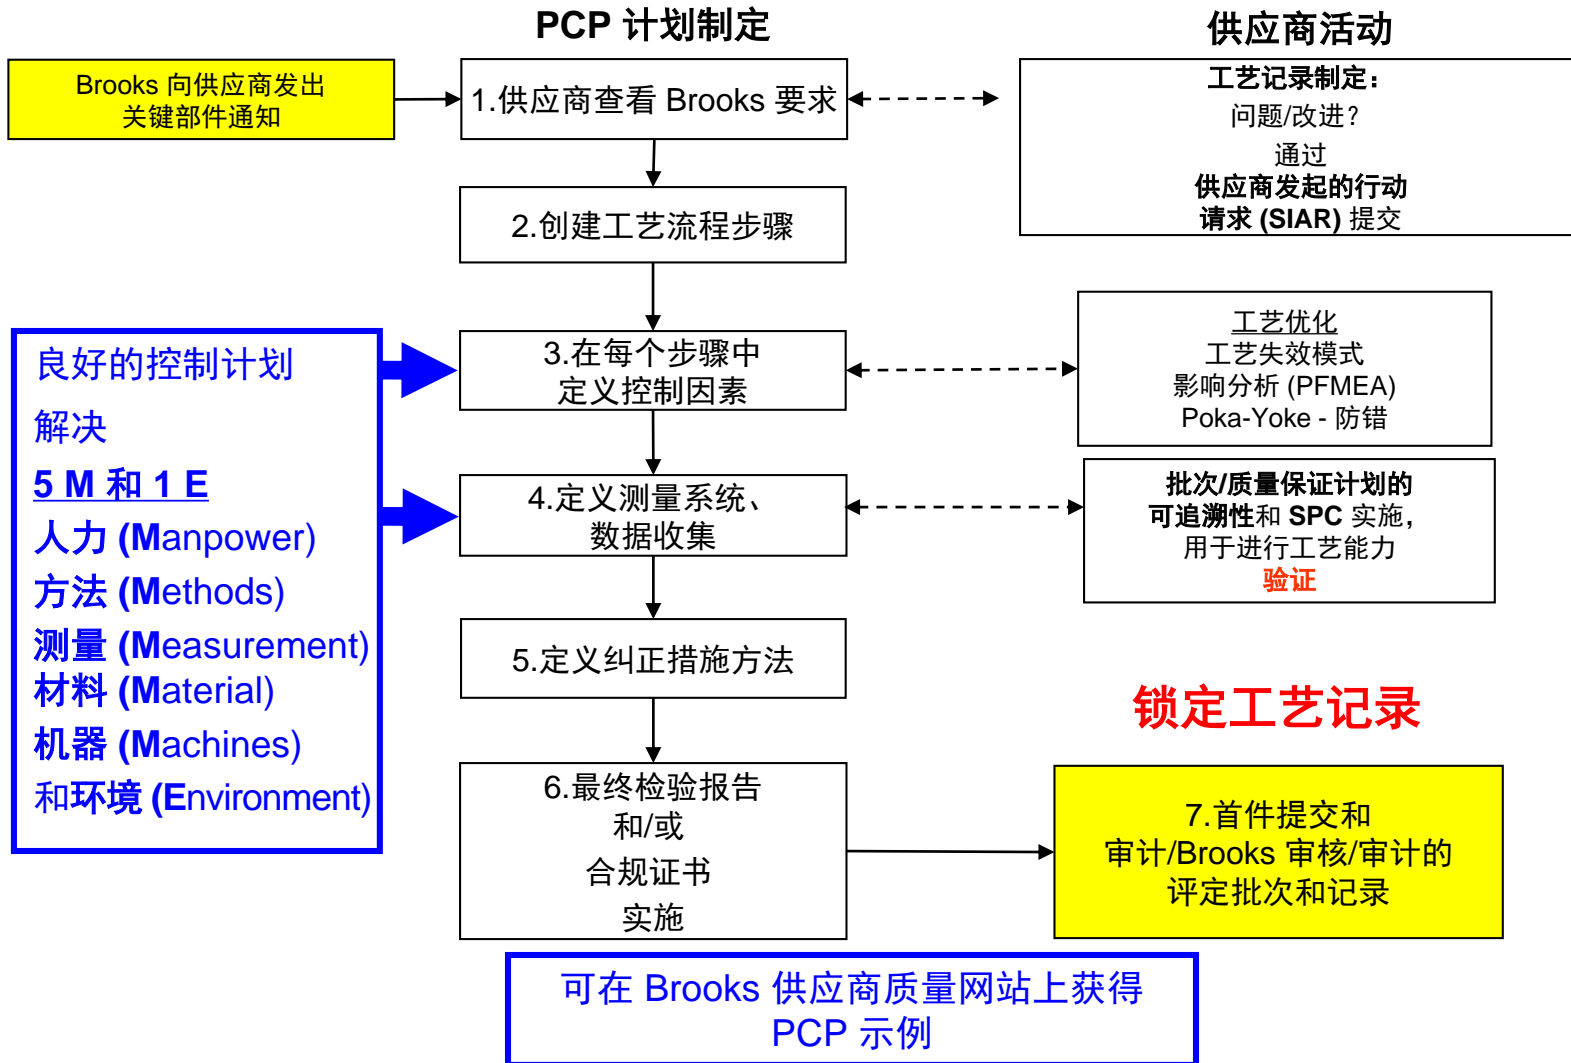 PCP 计划制定
供应商活动
Brooks 向供应商发出
关键部件通知
1.供应商查看 Brooks 要求
工艺记录制定：
问题/改进？
通过
供应商发起的行动
请求 (SIAR) 提交
2.创建工艺流程步骤
良好的控制计划
解决
5 M 和 1 E
人力 (Manpower)
方法 (Methods)
测量 (Measurement)
材料 (Material)
机器 (Machines)
和环境 (Environment)
3.在每个步骤中
定义控制因素
工艺优化
工艺失效模式
影响分析 (PFMEA)
Poka-Yoke - 防错
4.定义测量系统、
数据收集
批次/质量保证计划的
可追溯性和 SPC 实施，
用于进行工艺能力
验证
5.定义纠正措施方法
锁定工艺记录
6.最终检验报告
和/或
合规证书
实施
7.首件提交和
审计/Brooks 审核/审计的
评定批次和记录
可在 Brooks 供应商质量网站上获得
PCP 示例